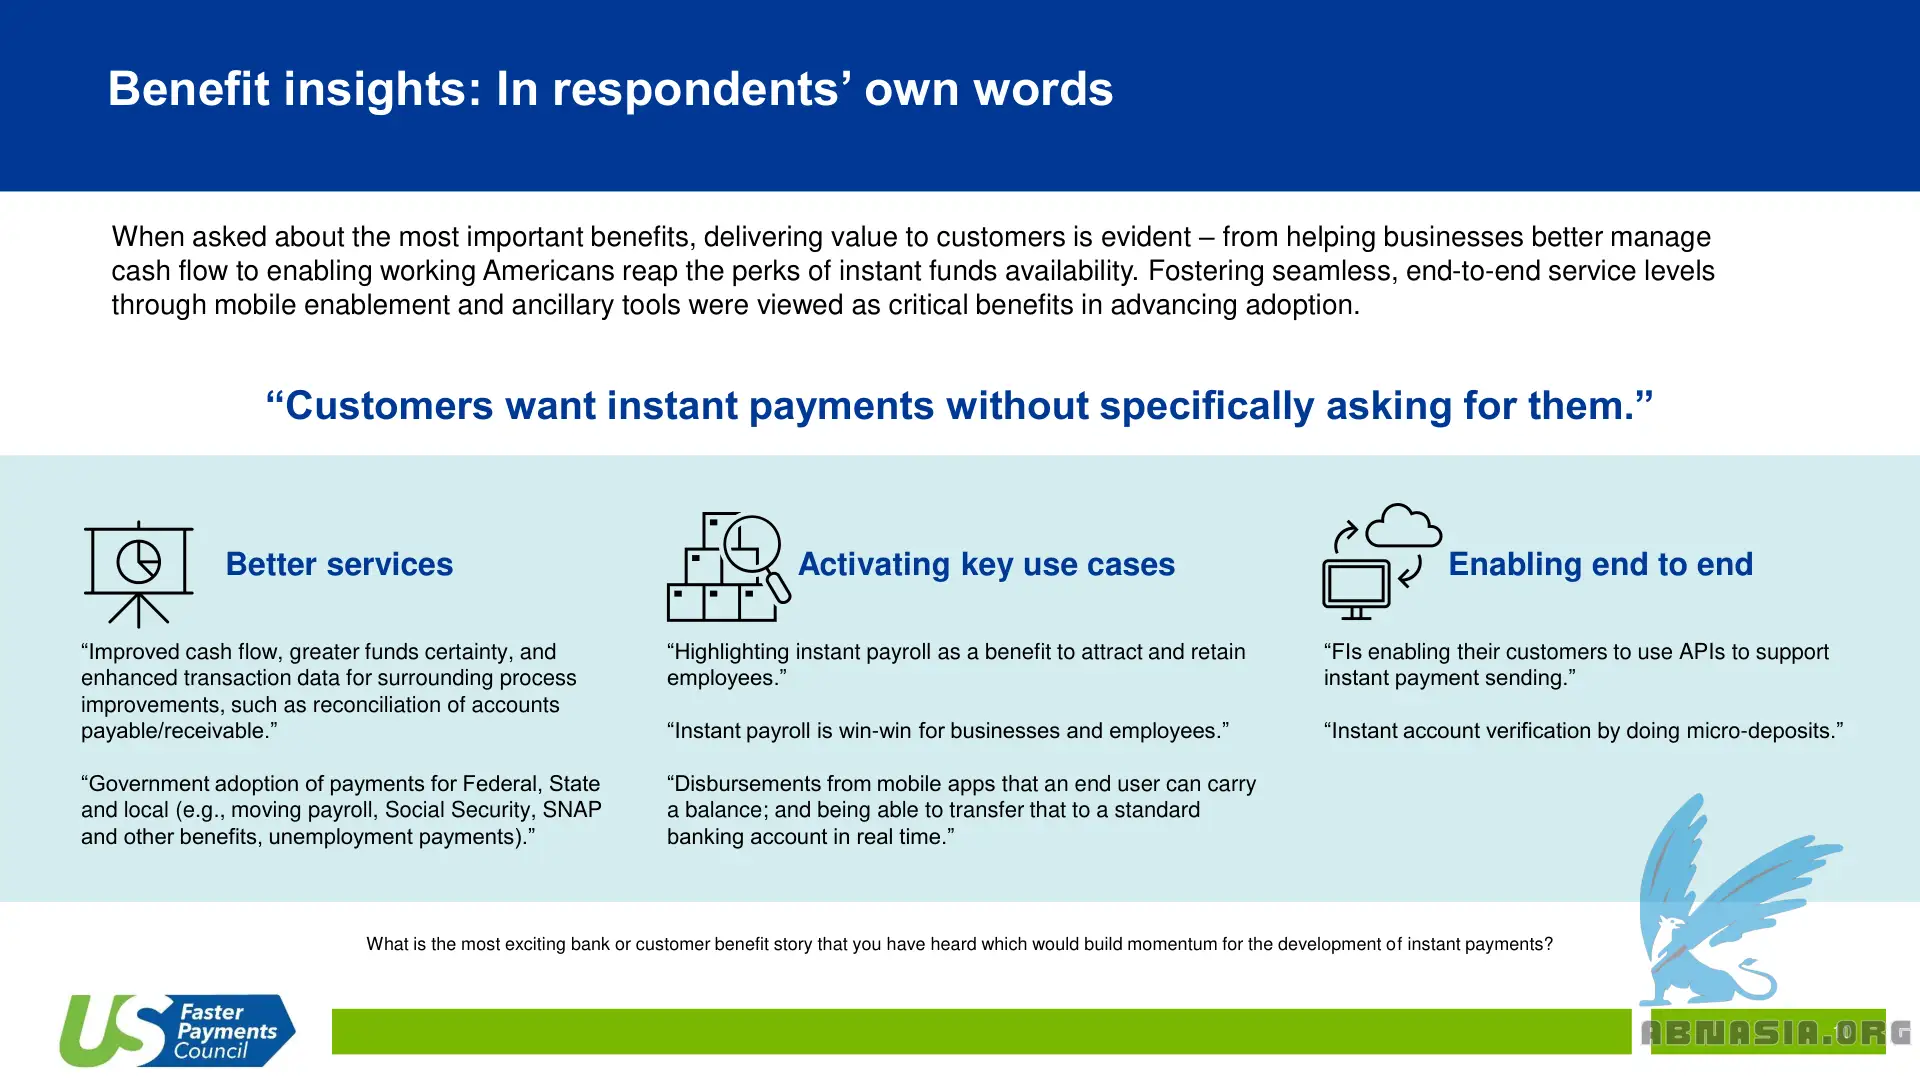 Benefit insights: In respondents’ own words
When asked about the most important benefits, delivering value to customers is evident – from helping businesses better manage
cash flow to enabling working Americans reap the perks of instant funds availability. Fostering seamless, end-to-end service levels
through mobile enablement and ancillary tools were viewed as critical benefits in advancing adoption.
“Customers want instant payments without specifically asking for them.”
Better services
“Improved cash flow, greater funds certainty, and
enhanced transaction data for surrounding process
improvements, such as reconciliation of accounts
payable/receivable.”
“Government adoption of payments for Federal, State
and local (e.g., moving payroll, Social Security, SNAP
and other benefits, unemployment payments).”
Activating key use cases
“Highlighting instant payroll as a benefit to attract and retain
employees.”
“Instant payroll is win-win for businesses and employees.”
“Disbursements from mobile apps that an end user can carry
a balance; and being able to transfer that to a standard
banking account in real time.”
Enabling end to end
“FIs enabling their customers to use APIs to support
instant payment sending.”
“Instant account verification by doing micro-deposits.”
What is the most exciting bank or customer benefit story that you have heard which would build momentum for the development of instant payments?
US Faster
Payments
Council
ABNASIA.ORG